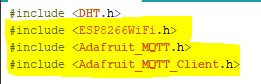 #include <DHT.h>
#include <ESP8266WiFi.h>
#include <Adafruit_MQTT.h>
#include <Adafruit_MQTT_Client.h>